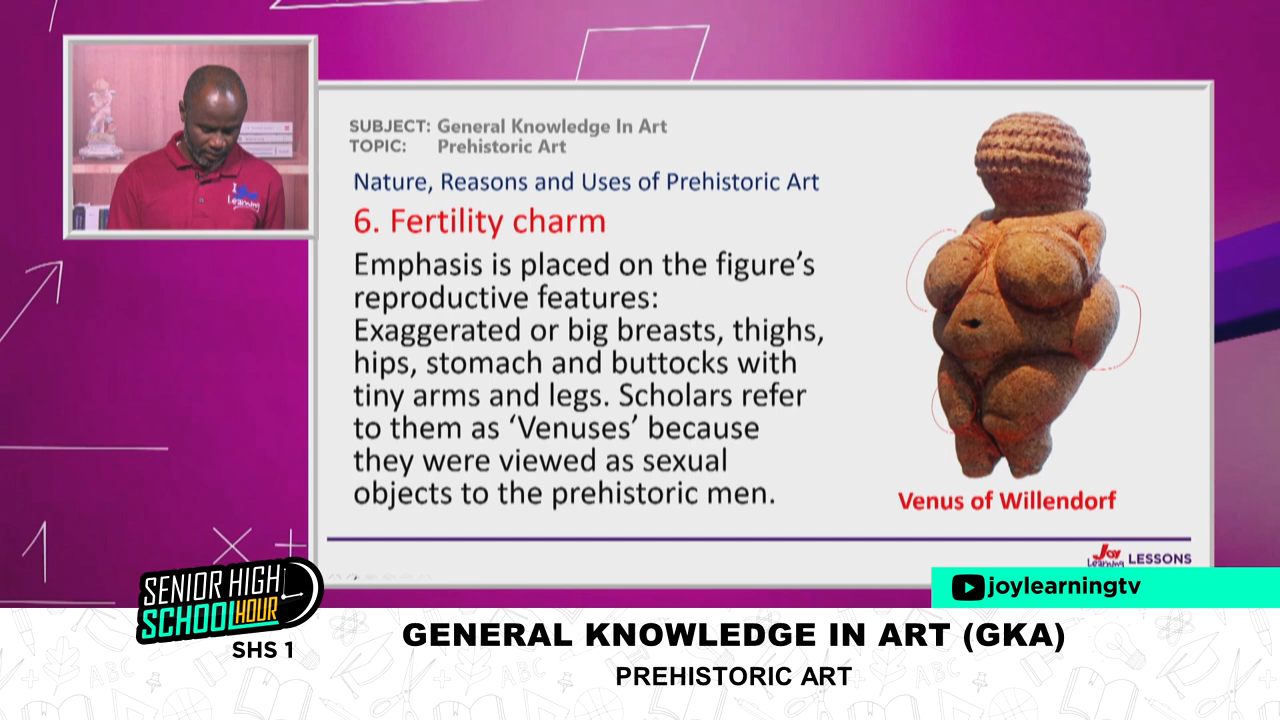 SUBJECT: General Knowledge In Art
TOPIC: Prehistoric Art
Nature, Reasons and Uses of Prehistoric Art
6. Fertility charm
Emphasis is placed on the figure's
reproductive features:
Exaggerated or big breasts, thighs,
hips, stomach and buttocks with
tiny arms and legs. Scholars refer
to them as ‘Venuses’ because
they were viewed as sexual
objects to the prehistoric men.
Venus of Willendorf
Joy
Learning
LESSONS
joylearningtv
SENIOR HIGH
SCHOOL HOUR
SHS 1
GENERAL KNOWLEDGE IN ART (GKA)
PREHISTORIC ART
Learning
ABC
ABC